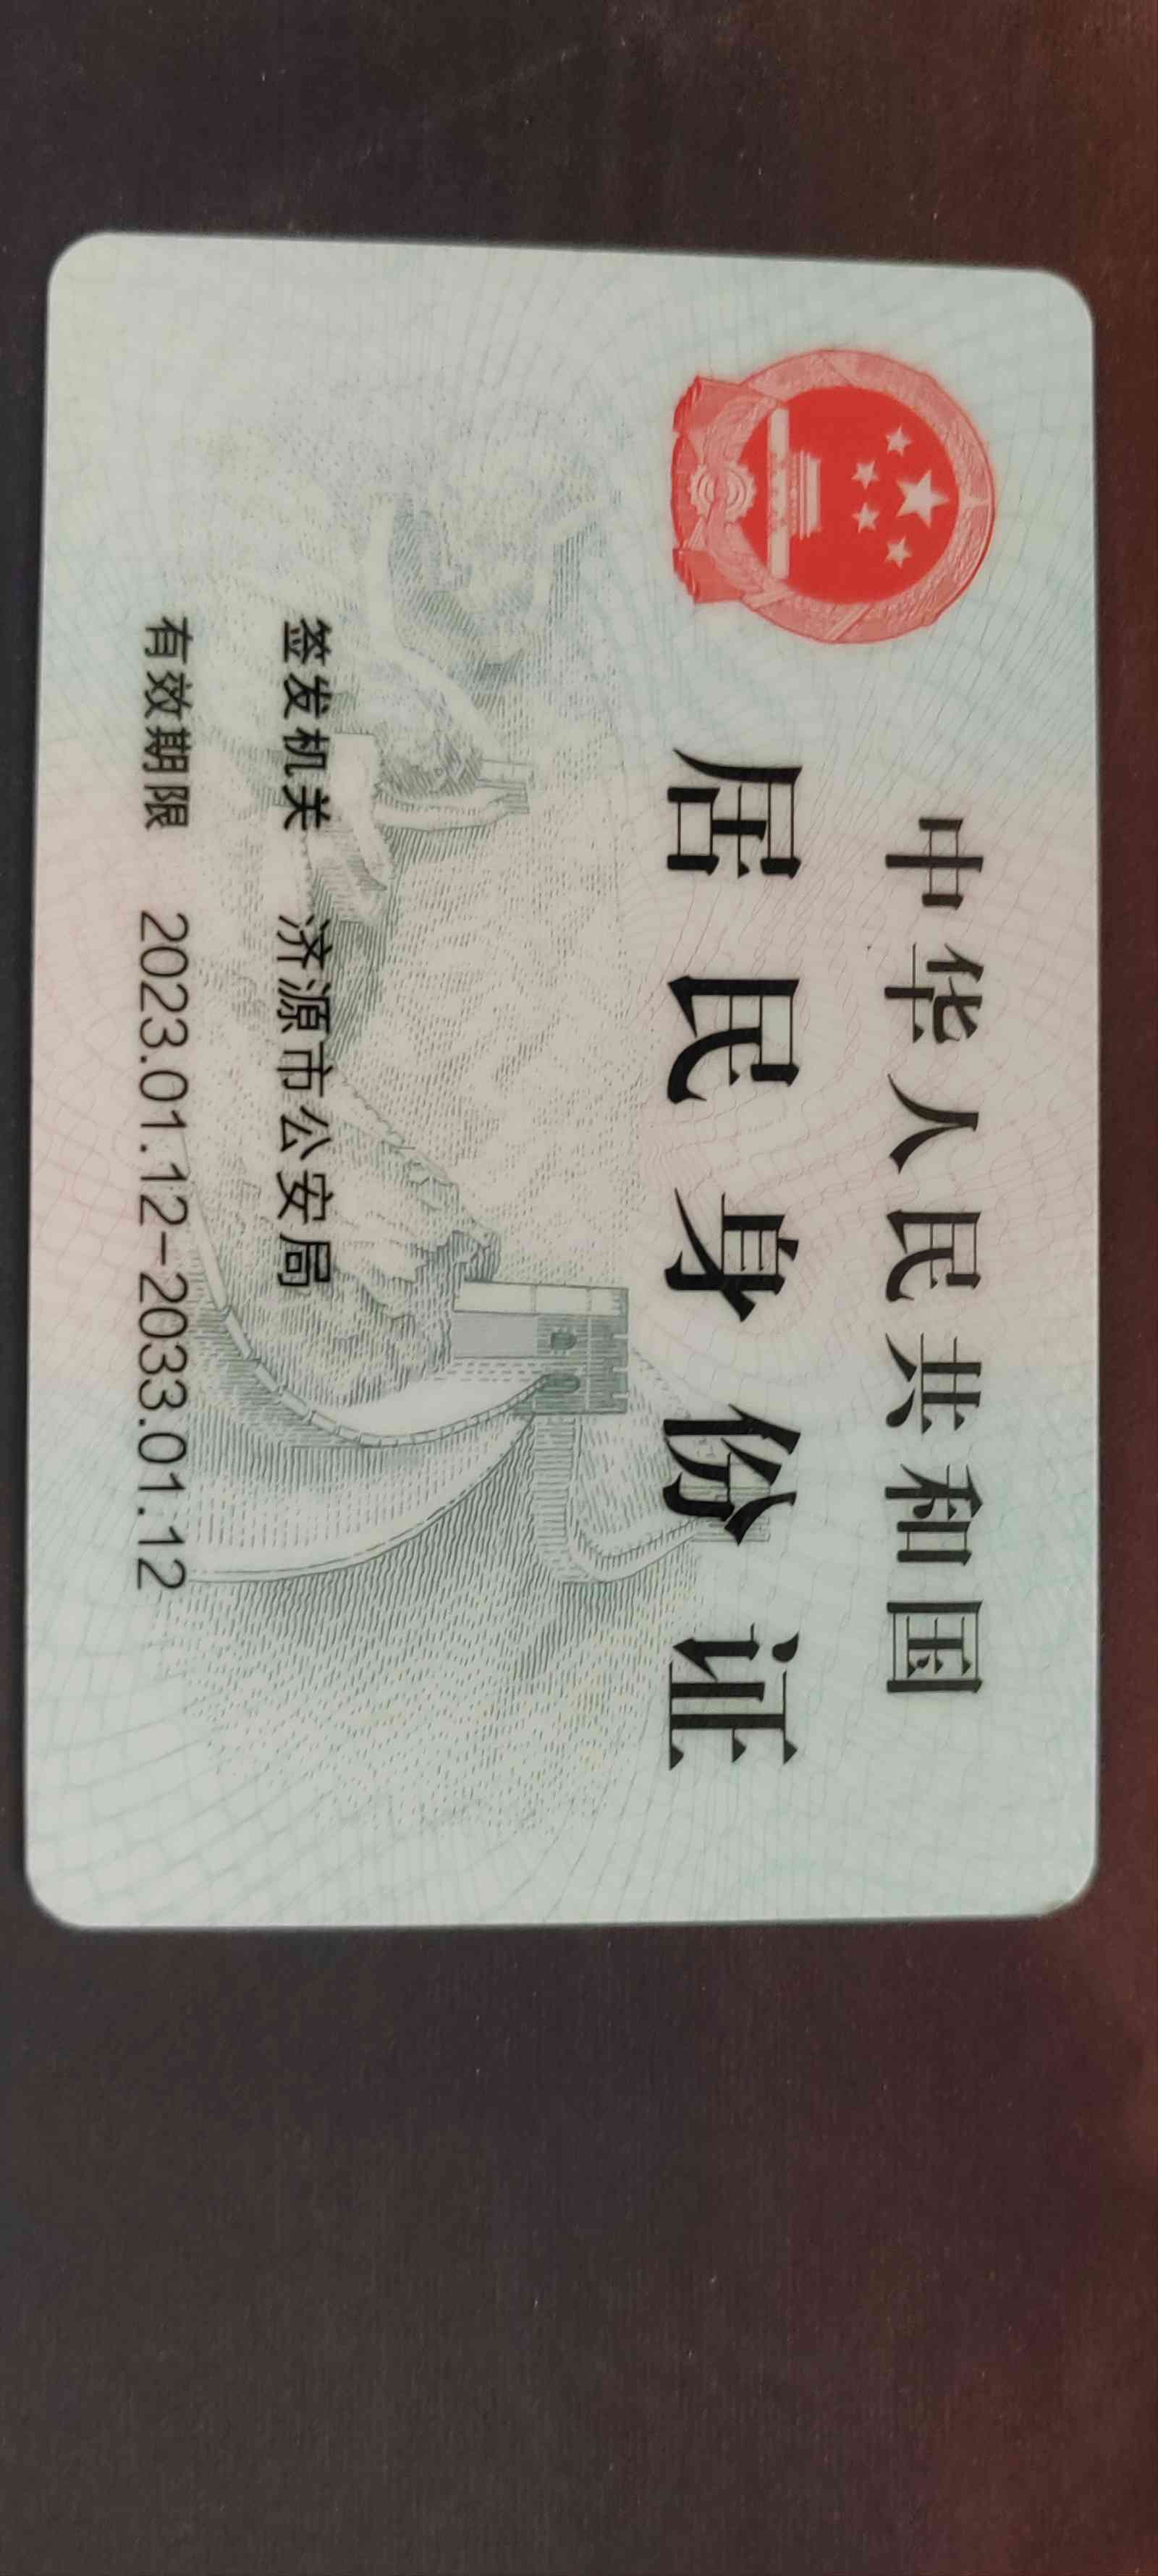 中华人民共和国
居民身份证
签发机关 济源市公安局
有效期限 2023.01.12-2033.01.12